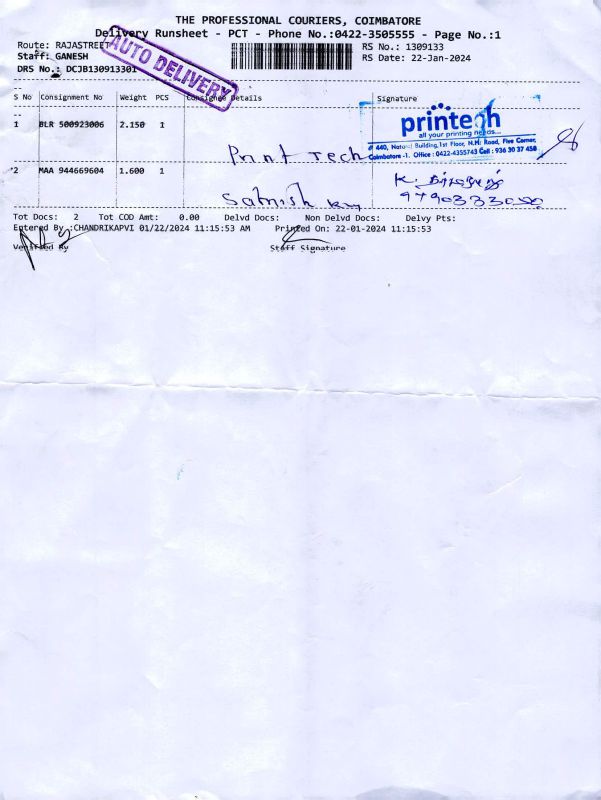 THE PROFESSIONAL COURIERS, COIMBATORE
Delivery Runsheet - PCT - Phone No.:0422-3505555 - Page No.:1
Route: RAJASTREET
RS No.: 1309133
Staff: GANESH
RS Date: 22-Jan-2024
DRS No.: DCJB130913301
AUTO DELIVERY
S No Consignment No Weight PCS Consignee Details Signature
1 BLR 500923006 2.150 1
Print Tech
printech
all your printing needs...
Building,1st Floor, N.H. Road, Five Corner,
Coimbatore -1. Office : 0422-4355743 Cell : 936 30 37 458
2 MAA 944669604 1.600 1
Sathish
K.
Tot Docs: 2 Tot COD Amt: 0.00 Delvd Docs: Non Delvd Docs: Delvy Pts:
Entered By :CHANDRIKAPVI 01/22/2024 11:15:53 AM Printed On: 22-01-2024 11:15:53
Verified By Staff Signature